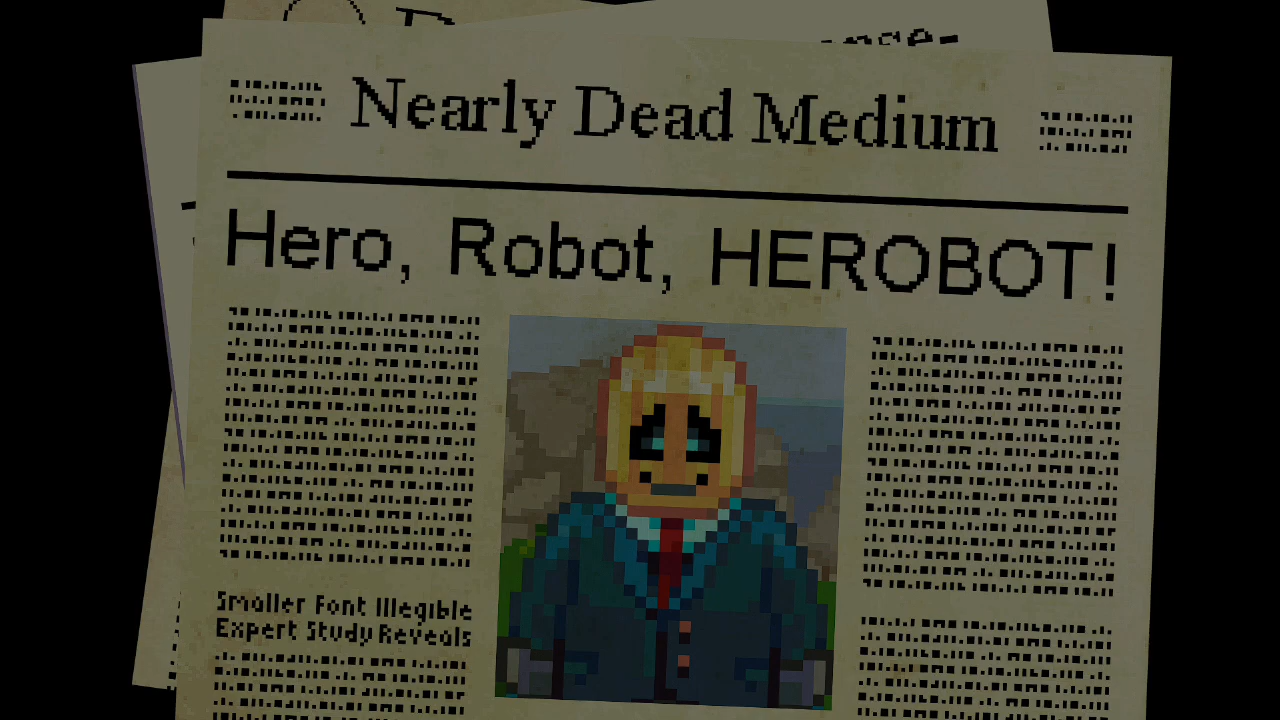 Nearly Dead Medium
Hero, Robot, HEROBOT!
Smaller Font Illegible
Expert Study Reveals